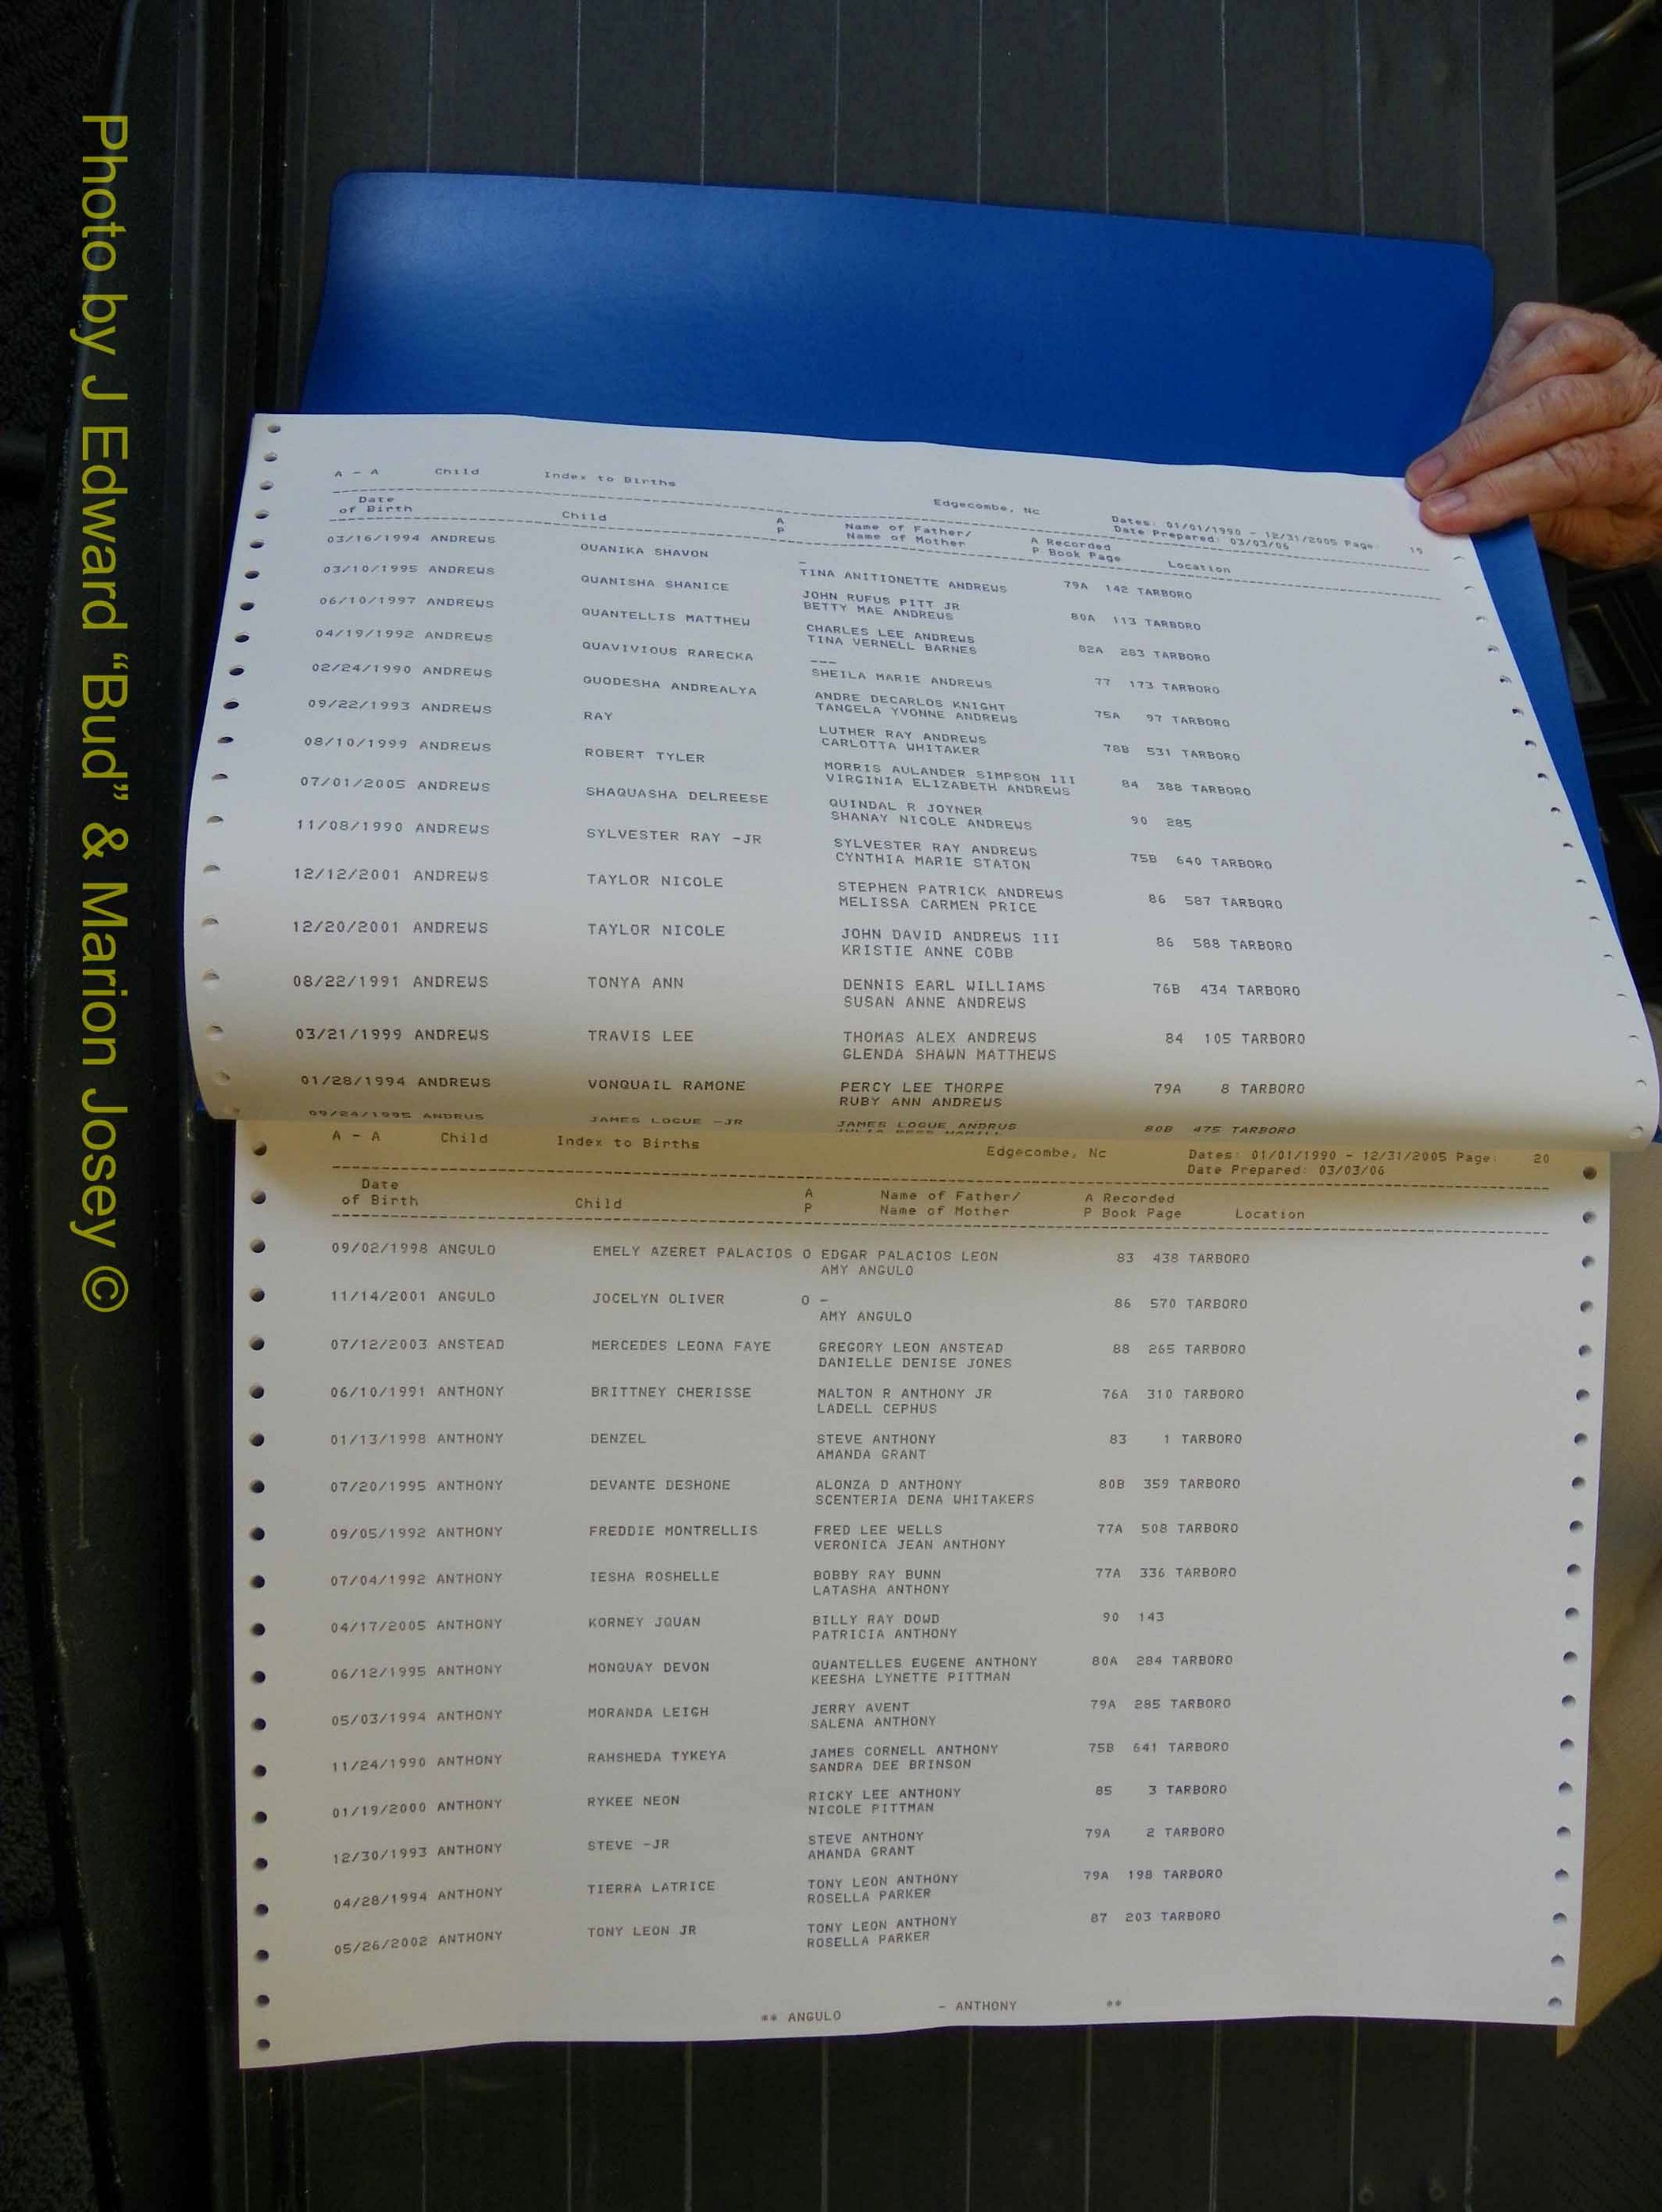 Photo by J Edward “Bud” & Marion Josey ©
A - A Child Index to Births Edgecombe, Nc Dates: 01/01/1990 - 12/31/2005 Page: 19
Date Prepared: 03/03/06
Date A Name of Father/ A Recorded
of Birth Child P Name of Mother P Book Page Location
03/16/1994 ANDREWS QUANIKA SHAVON - 79A 142 TARBORO
TINA ANITIONETTE ANDREWS
03/10/1995 ANDREWS QUANISHA SHANICE JOHN RUFUS PITT JR 80A 113 TARBORO
BETTY MAE ANDREWS
06/10/1997 ANDREWS QUANTELLIS MATTHEW CHARLES LEE ANDREWS 82A 283 TARBORO
TINA VERNELL BARNES
04/19/1992 ANDREWS QUAVIVIOUS RARECKA --- 77 173 TARBORO
SHEILA MARIE ANDREWS
02/24/1990 ANDREWS QUODESHA ANDREALYA ANDRE DECARLOS KNIGHT 75A 97 TARBORO
TANGELA YVONNE ANDREWS
09/22/1993 ANDREWS RAY LUTHER RAY ANDREWS 78B 531 TARBORO
CARLOTTA WHITAKER
08/10/1999 ANDREWS ROBERT TYLER MORRIS AULANDER SIMPSON III 84 388 TARBORO
VIRGINIA ELIZABETH ANDREWS
07/01/2005 ANDREWS SHAQUASHA DELREESE QUINDAL R JOYNER 90 285
SHANAY NICOLE ANDREWS
11/08/1990 ANDREWS SYLVESTER RAY -JR SYLVESTER RAY ANDREWS 75B 640 TARBORO
CYNTHIA MARIE STATON
12/12/2001 ANDREWS TAYLOR NICOLE STEPHEN PATRICK ANDREWS 86 587 TARBORO
MELISSA CARMEN PRICE
12/20/2001 ANDREWS TAYLOR NICOLE JOHN DAVID ANDREWS III 86 588 TARBORO
KRISTIE ANNE COBB
08/22/1991 ANDREWS TONYA ANN DENNIS EARL WILLIAMS 76B 434 TARBORO
SUSAN ANNE ANDREWS
03/21/1999 ANDREWS TRAVIS LEE THOMAS ALEX ANDREWS 84 105 TARBORO
GLENDA SHAWN MATTHEWS
01/28/1994 ANDREWS VONQUAIL RAMONE PERCY LEE THORPE 79A 8 TARBORO
RUBY ANN ANDREWS
09/24/1995 ANDRUS JAMES LOGUE -JR JAMES LOGUE ANDRUS 80B 475 TARBORO
A - A Child Index to Births Edgecombe, Nc Dates: 01/01/1990 - 12/31/2005 Page: 20
Date Prepared: 03/03/06
Date A Name of Father/ A Recorded
of Birth Child P Name of Mother P Book Page Location
09/02/1998 ANGULO EMELY AZERET PALACIOS O EDGAR PALACIOS LEON 83 438 TARBORO
AMY ANGULO
11/14/2001 ANGULO JOCELYN OLIVER O - 86 570 TARBORO
AMY ANGULO
07/12/2003 ANSTEAD MERCEDES LEONA FAYE GREGORY LEON ANSTEAD 88 265 TARBORO
DANIELLE DENISE JONES
06/10/1991 ANTHONY BRITTNEY CHERISSE MALTON R ANTHONY JR 76A 310 TARBORO
LADELL CEPHUS
01/13/1998 ANTHONY DENZEL STEVE ANTHONY 83 1 TARBORO
AMANDA GRANT
07/20/1995 ANTHONY DEVANTE DESHONE ALONZA D ANTHONY 80B 359 TARBORO
SCENTERIA DENA WHITAKERS
09/05/1992 ANTHONY FREDDIE MONTRELLIS FRED LEE WELLS 77A 508 TARBORO
VERONICA JEAN ANTHONY
07/04/1992 ANTHONY IESHA ROSHELLE BOBBY RAY BUNN 77A 336 TARBORO
LATASHA ANTHONY
04/17/2005 ANTHONY KORNEY JQUAN BILLY RAY DOWD 90 143
PATRICIA ANTHONY
06/12/1995 ANTHONY MONQUAY DEVON QUANTELLES EUGENE ANTHONY 80A 284 TARBORO
KEESHA LYNETTE PITTMAN
05/03/1994 ANTHONY MORANDA LEIGH JERRY AVENT 79A 285 TARBORO
SALENA ANTHONY
11/24/1990 ANTHONY RAHSHEDA TYKEYA JAMES CORNELL ANTHONY 75B 641 TARBORO
SANDRA DEE BRINSON
01/19/2000 ANTHONY RYKEE NEON RICKY LEE ANTHONY 85 3 TARBORO
NICOLE PITTMAN
12/30/1993 ANTHONY STEVE -JR STEVE ANTHONY 79A 2 TARBORO
AMANDA GRANT
04/28/1994 ANTHONY TIERRA LATRICE TONY LEON ANTHONY 79A 198 TARBORO
ROSELLA PARKER
05/26/2002 ANTHONY TONY LEON JR TONY LEON ANTHONY 87 203 TARBORO
ROSELLA PARKER
** ANGULO - ANTHONY **